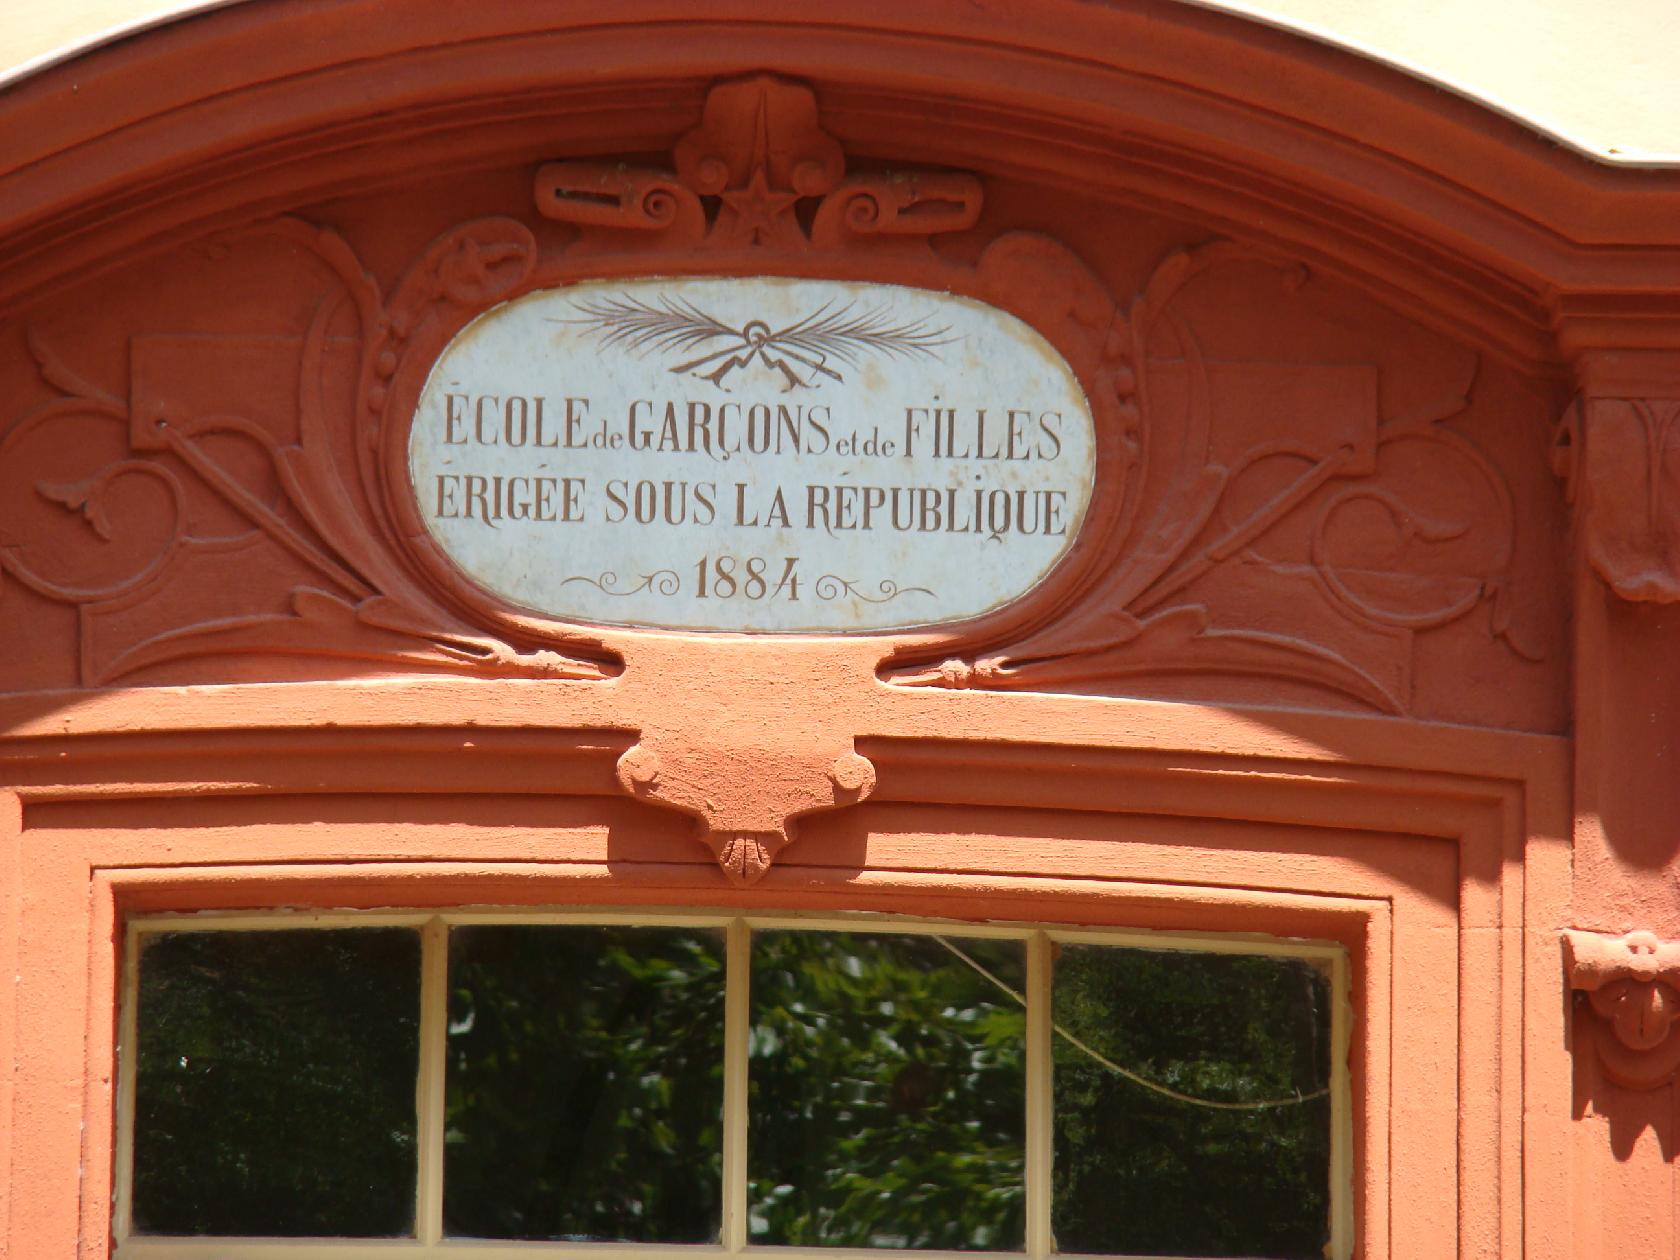 ÉCOLE de GARÇONS et de FILLES
ÉRIGÉE SOUS LA RÉPUBLIQUE
1884